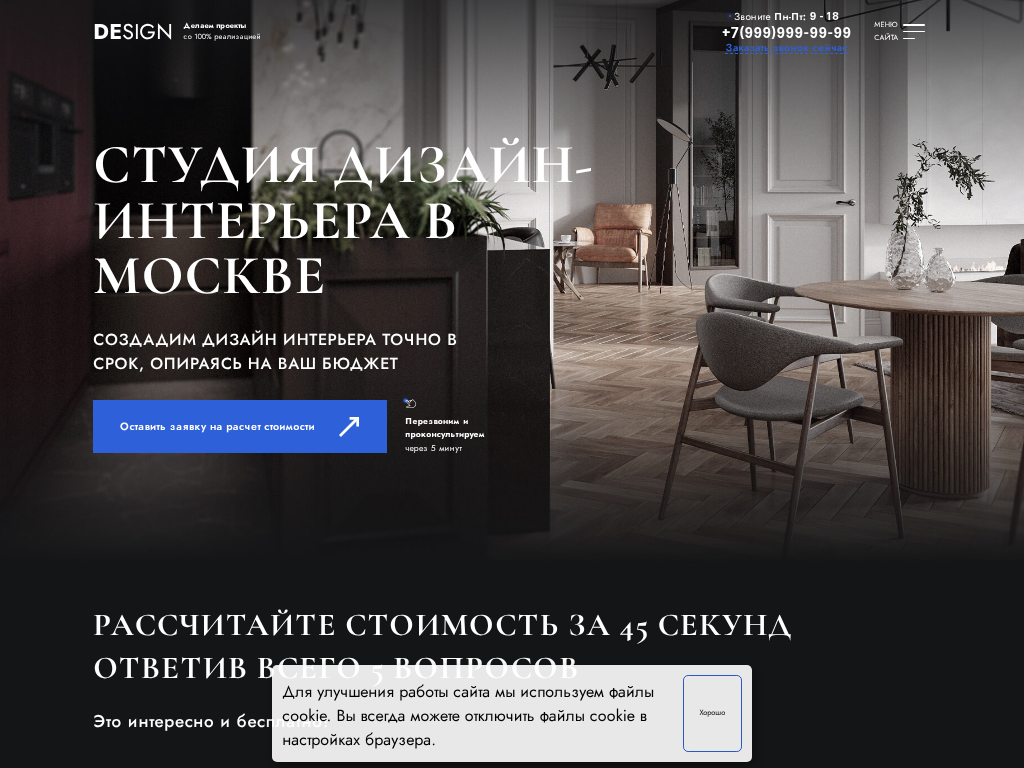 DESIGN
Делаем проекты
со 100% реализацией
Звоните Пн-Пт: 9 - 18
+7(999)999-99-99
Заказать звонок сейчас
МЕНЮ
САЙТА
СТУДИЯ ДИЗАЙН-
ИНТЕРЬЕРА В
МОСКВЕ
СОЗДАДИМ ДИЗАЙН ИНТЕРЬЕРА ТОЧНО В
СРОК, ОПИРАЯСЬ НА ВАШ БЮДЖЕТ
Оставить заявку на расчет стоимости
Перезвоним и
проконсультируем
через 5 минут
РАССЧИТАЙТЕ СТОИМОСТЬ ЗА 45 СЕКУНД
ОТВЕТИВ ВСЕГО 5 ВОПРОСОВ
Это интересно и бесплатно!
Для улучшения работы сайта мы используем файлы
cookie. Вы всегда можете отключить файлы cookie в
настройках браузера.
Хорошо